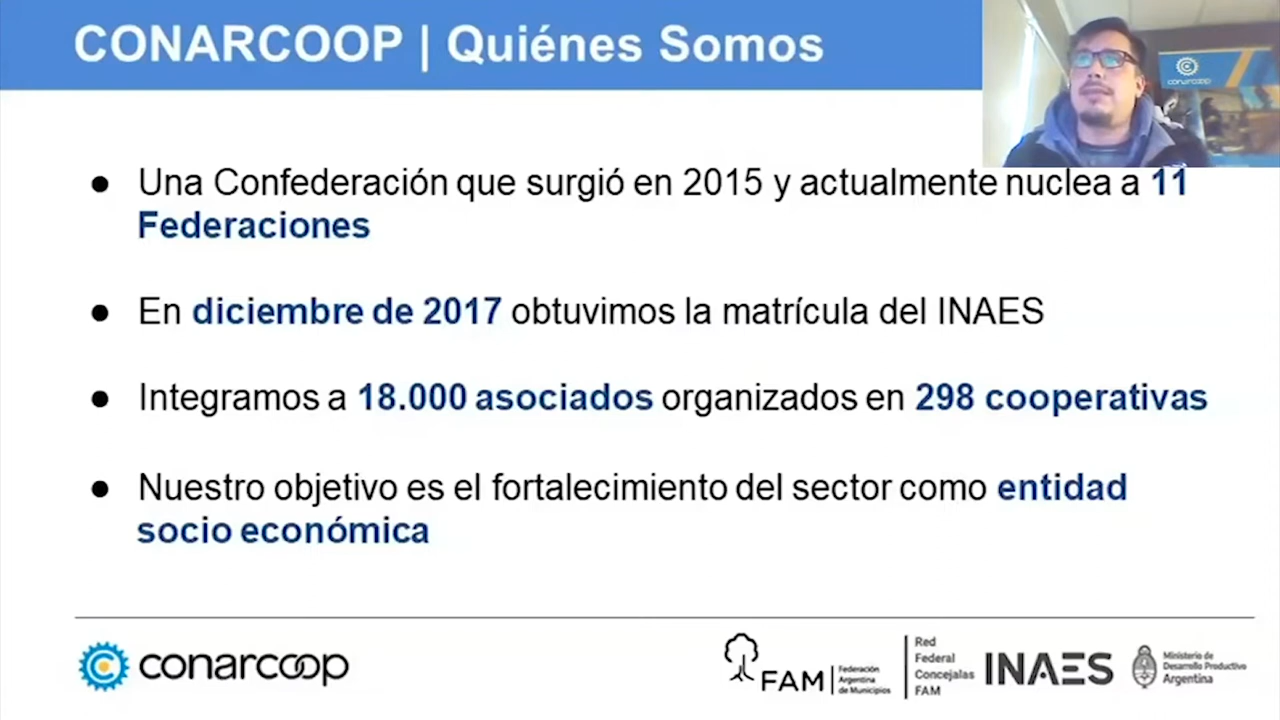 CONARCOOP | Quiénes Somos
conarcoop
● Una Confederación que surgió en 2015 y actualmente nuclea a 11
Federaciones
● En diciembre de 2017 obtuvimos la matrícula del INAES
● Integramos a 18.000 asociados organizados en 298 cooperativas
● Nuestro objetivo es el fortalecimiento del sector como entidad
socio económica
conarcoop
FAM
Federación
Argentina
de Municipios
Red
Federal
Concejalas
FAM
INAES
Ministerio de
Desarrollo Productivo
Argentina